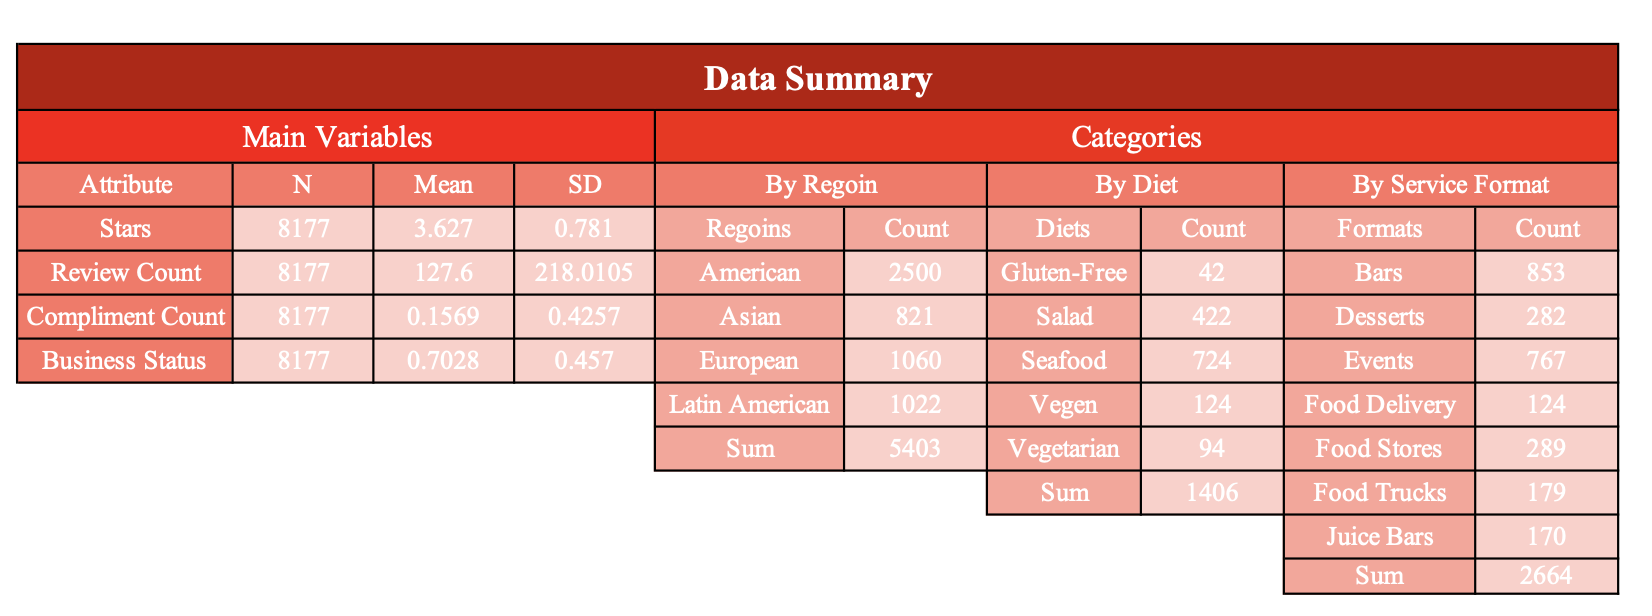 Data Summary
Main Variables Categories
Attribute N Mean SD By Regoin By Diet By Service Format
Stars 8177 3.627 0.781 Regoins Count Diets Count Formats Count
Review Count 8177 127.6 218.0105 American 2500 Gluten-Free 42 Bars 853
Compliment Count 8177 0.1569 0.4257 Asian 821 Salad 422 Desserts 282
Business Status 8177 0.7028 0.457 European 1060 Seafood 724 Events 767
Latin American 1022 Vegen 124 Food Delivery 124
Sum 5403 Vegetarian 94 Food Stores 289
Sum 1406 Food Trucks 179
Juice Bars 170
Sum 2664